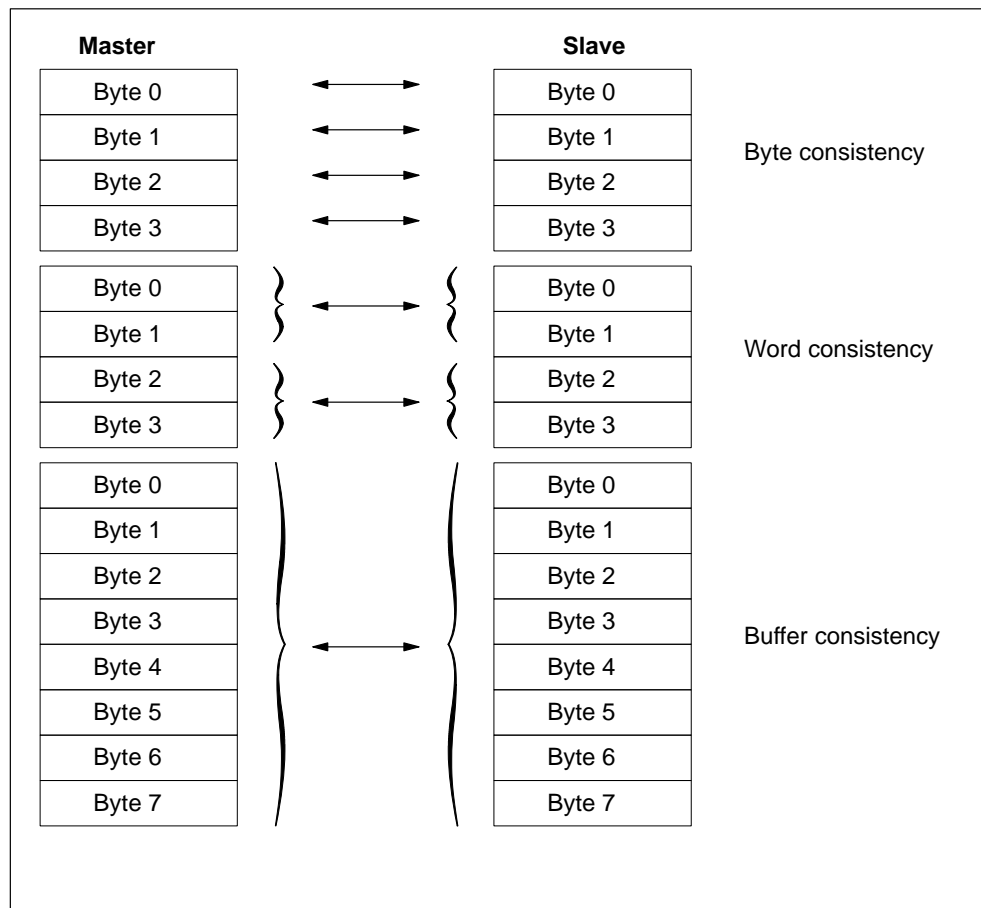 Master Slave
Byte 0 Byte 0
Byte 1 Byte 1
Byte consistency
Byte 2 Byte 2
Byte 3 Byte 3
Byte 0 Byte 0
Byte 1 Byte 1
Word consistency
Byte 2 Byte 2
Byte 3 Byte 3
Byte 0 Byte 0
Byte 1 Byte 1
Byte 2 Byte 2
Byte 3 Byte 3
Buffer consistency
Byte 4 Byte 4
Byte 5 Byte 5
Byte 6 Byte 6
Byte 7 Byte 7